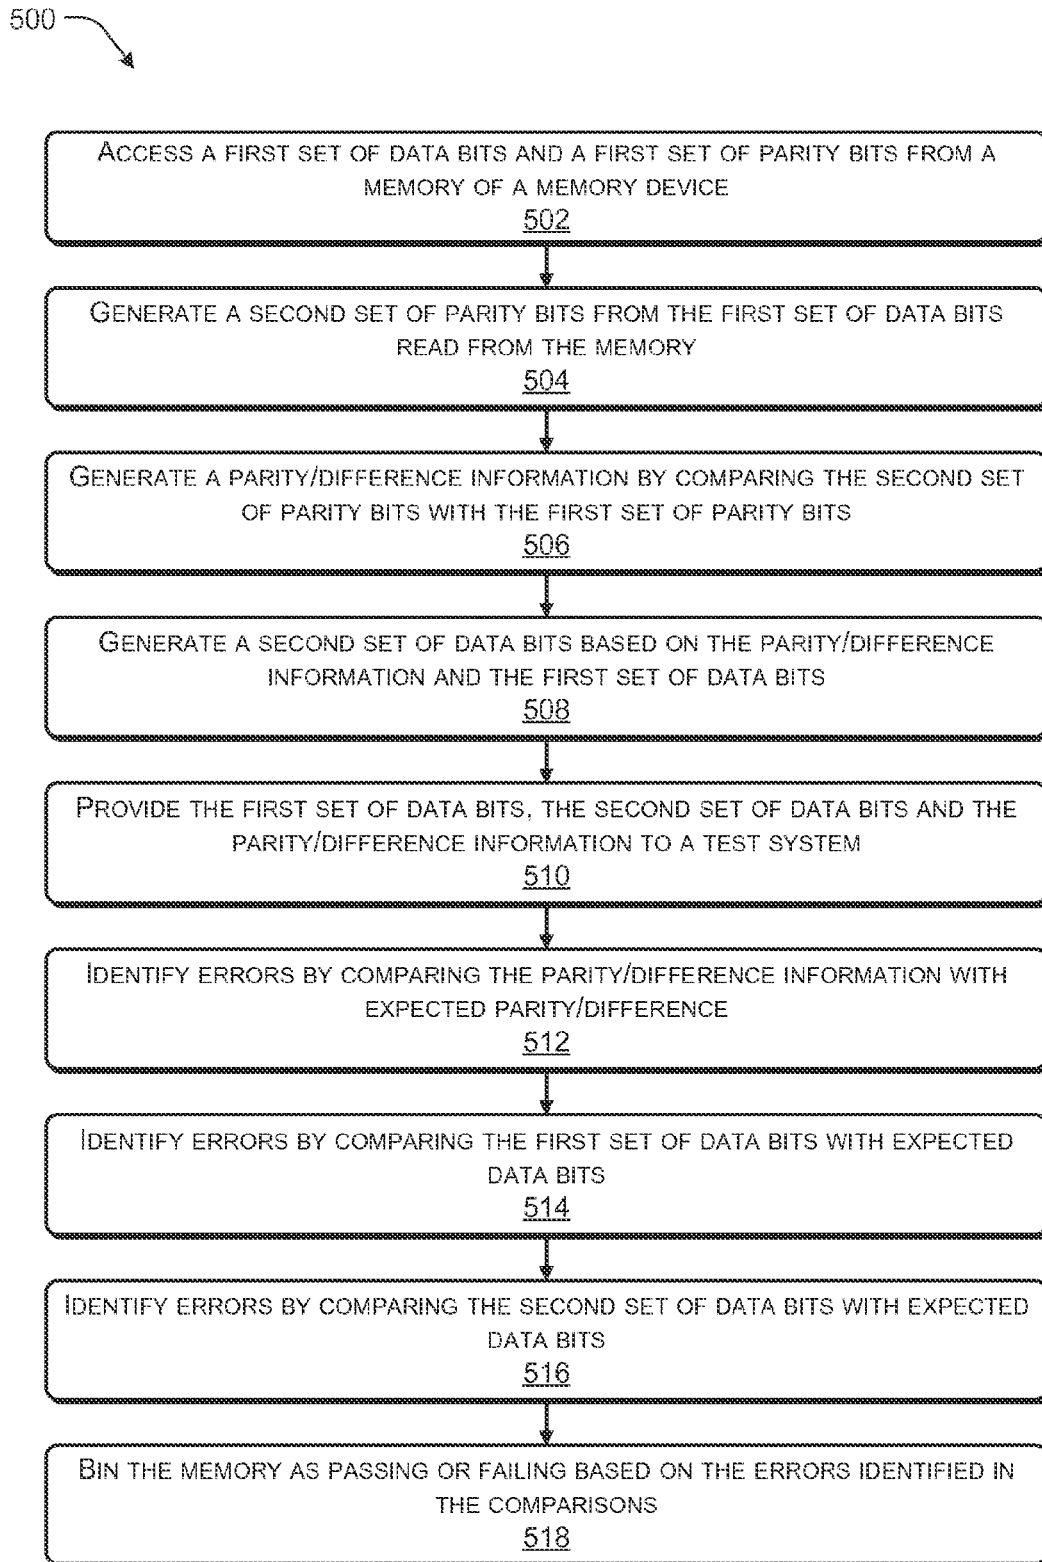 500
ACCESS A FIRST SET OF DATA BITS AND A FIRST SET OF PARITY BITS FROM A
MEMORY OF A MEMORY DEVICE
502
GENERATE A SECOND SET OF PARITY BITS FROM THE FIRST SET OF DATA BITS
READ FROM THE MEMORY
504
GENERATE A PARITY/DIFFERENCE INFORMATION BY COMPARING THE SECOND SET
OF PARITY BITS WITH THE FIRST SET OF PARITY BITS
506
GENERATE A SECOND SET OF DATA BITS BASED ON THE PARITY/DIFFERENCE
INFORMATION AND THE FIRST SET OF DATA BITS
508
PROVIDE THE FIRST SET OF DATA BITS, THE SECOND SET OF DATA BITS AND THE
PARITY/DIFFERENCE INFORMATION TO A TEST SYSTEM
510
IDENTIFY ERRORS BY COMPARING THE PARITY/DIFFERENCE INFORMATION WITH
EXPECTED PARITY/DIFFERENCE
512
IDENTIFY ERRORS BY COMPARING THE FIRST SET OF DATA BITS WITH EXPECTED
DATA BITS
514
IDENTIFY ERRORS BY COMPARING THE SECOND SET OF DATA BITS WITH EXPECTED
DATA BITS
516
BIN THE MEMORY AS PASSING OR FAILING BASED ON THE ERRORS IDENTIFIED IN
THE COMPARISONS
518